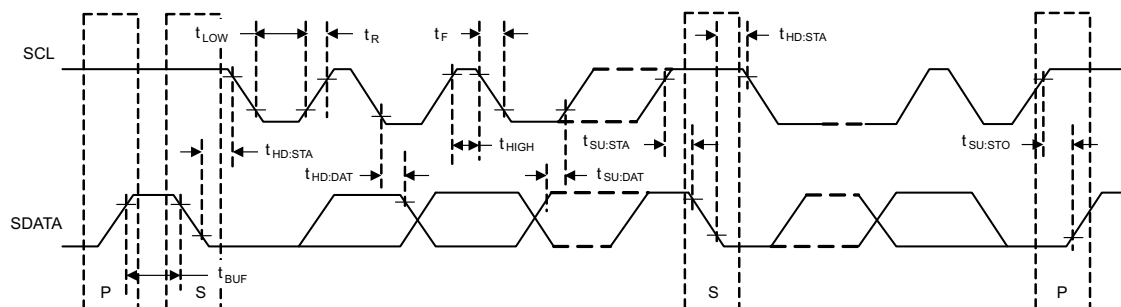 SCL
tLOW
tR
tF
tHD:STA
tHD:STA
tHIGH
tSU:STA
tSU:STO
tHD:DAT
tSU:DAT
SDATA
tBUF
P
S
S
P